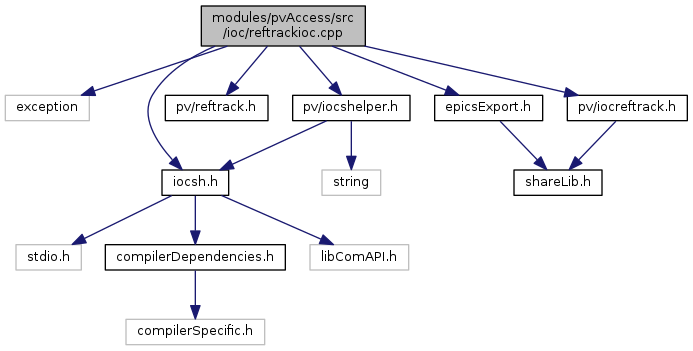 modules/pvAccess/src
/ioc/reftrackioc.cpp
exception
pv/reftrack.h
pv/iocshelper.h
epicsExport.h
pv/iocreftrack.h
iocsh.h
string
shareLib.h
stdio.h
compilerDependencies.h
libComAPI.h
compilerSpecific.h